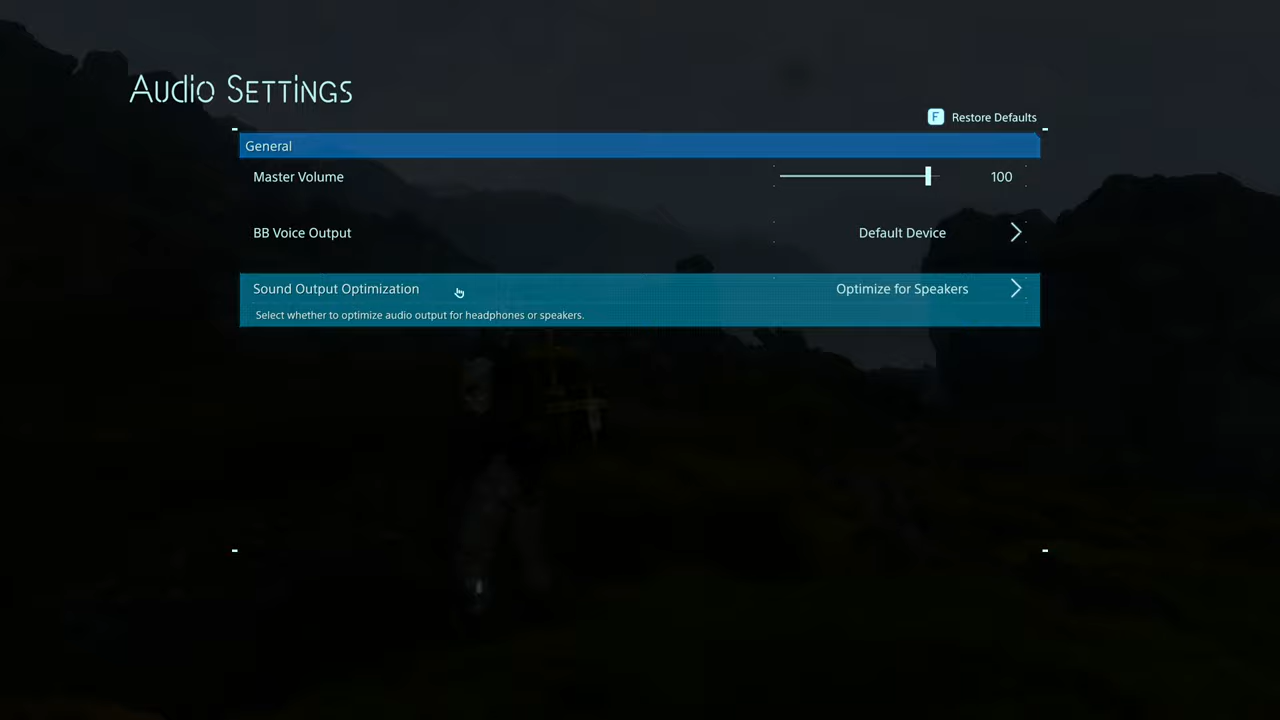 Audio Settings
F Restore Defaults
General
Master Volume 100
BB Voice Output Default Device
Sound Output Optimization Optimize for Speakers
Select whether to optimize audio output for headphones or speakers.